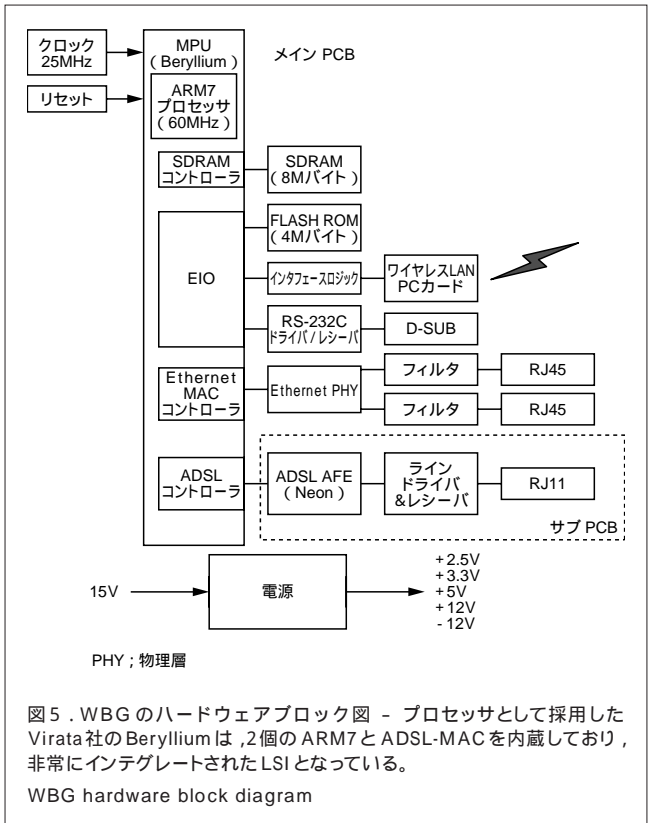 クロック
25MHz
リセット
MPU
（Beryllium）
メイン PCB
ARM7
プロセッサ
（60MHz）
SDRAM
コントローラ
SDRAM
（8Mバイト）
EIO
FLASH ROM
（4Mバイト）
インタフェースロジック
ワイヤレスLAN
PCカード
RS-232C
ドライバ/レシーバ
D-SUB
Ethernet
MAC
コントローラ
Ethernet PHY
フィルタ
RJ45
フィルタ
RJ45
ADSL
コントローラ
ADSL AFE
（Neon）
ライン
ドライバ
&レシーバ
RJ11
サブ PCB
15V
電源
+2.5V
+3.3V
+5V
+12V
-12V
PHY；物理層
図5．WBGのハードウェアブロック図 － プロセッサとして採用した
Virata社のBerylliumは,2個のARM7とADSL-MACを内蔵しており,
非常にインテグレートされたLSIとなっている。
WBG hardware block diagram